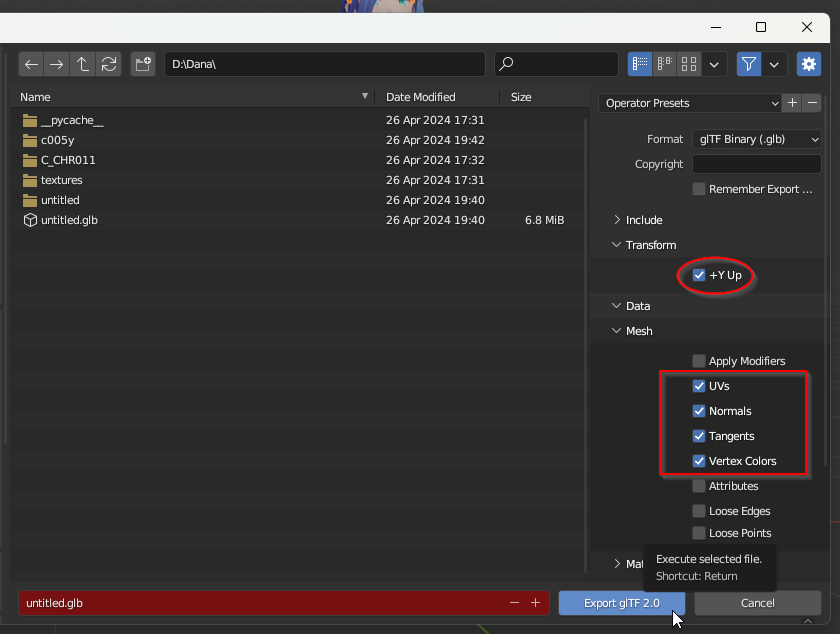 D:\Dana\
Name Date Modified Size
__pycache__ 26 Apr 2024 17:31
c005y 26 Apr 2024 19:42
C_CHR011 26 Apr 2024 17:32
textures 26 Apr 2024 17:31
untitled 26 Apr 2024 19:40
untitled.glb 26 Apr 2024 19:40 6.8 MiB
Operator Presets
Format glTF Binary (.glb)
Copyright
Remember Export ...
Include
Transform
+Y Up
Data
Mesh
Apply Modifiers
UVs
Normals
Tangents
Vertex Colors
Attributes
Loose Edges
Loose Points
Mat
Execute selected file.
Shortcut: Return
untitled.glb
Export glTF 2.0
Cancel